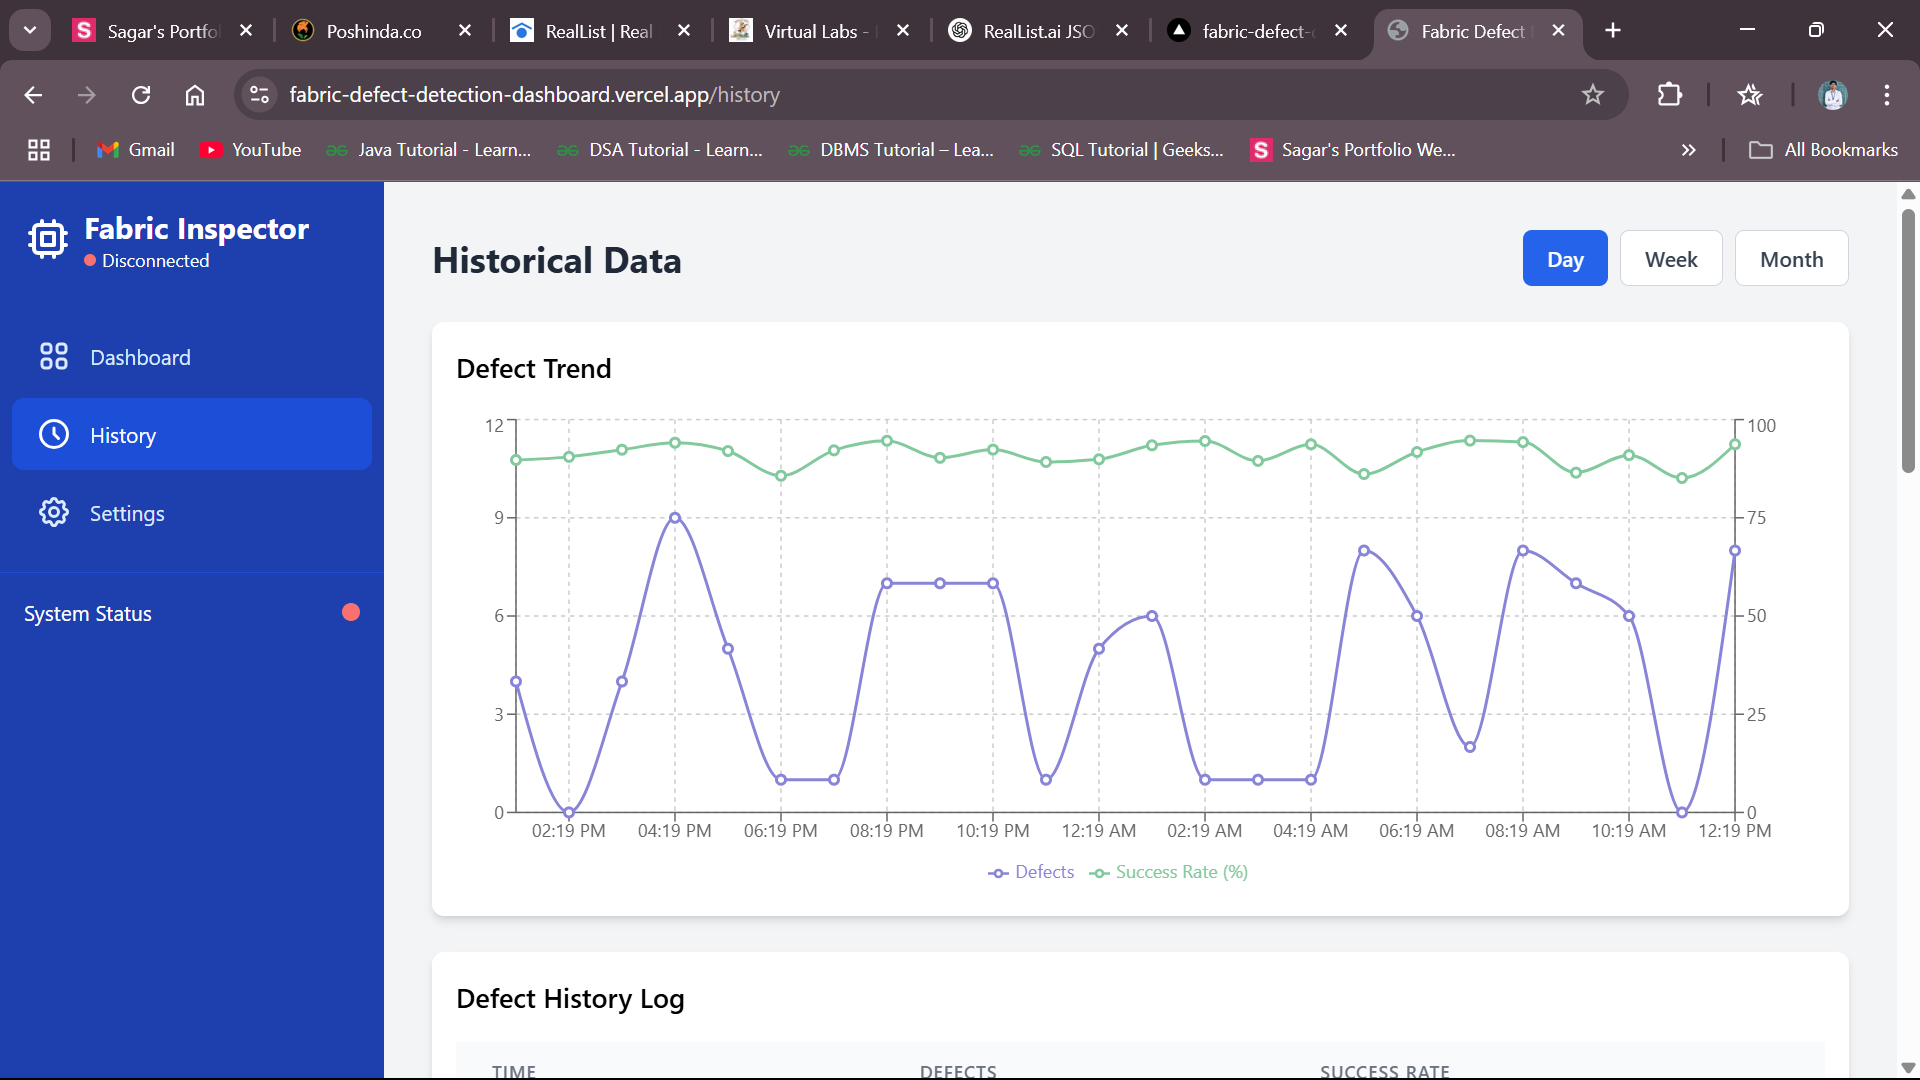 Sagar's Portfo
Poshinda.co
RealList | Real
Virtual Labs -
RealList.ai JSO
fabric-defect-
Fabric Defect
fabric-defect-detection-dashboard.vercel.app/history
Gmail
YouTube
Java Tutorial - Learn...
DSA Tutorial - Learn...
DBMS Tutorial – Lea...
SQL Tutorial | Geeks...
S
Sagar's Portfolio We...
All Bookmarks
Fabric Inspector
Disconnected
Dashboard
History
Settings
System Status
Historical Data
Day
Week
Month
Defect Trend
12
9
6
3
0
100
75
50
25
0
02:19 PM
04:19 PM
06:19 PM
08:19 PM
10:19 PM
12:19 AM
02:19 AM
04:19 AM
06:19 AM
08:19 AM
10:19 AM
12:19 PM
Defects
Success Rate (%)
Defect History Log
TIME
DEFECTS
SUCCESS RATE